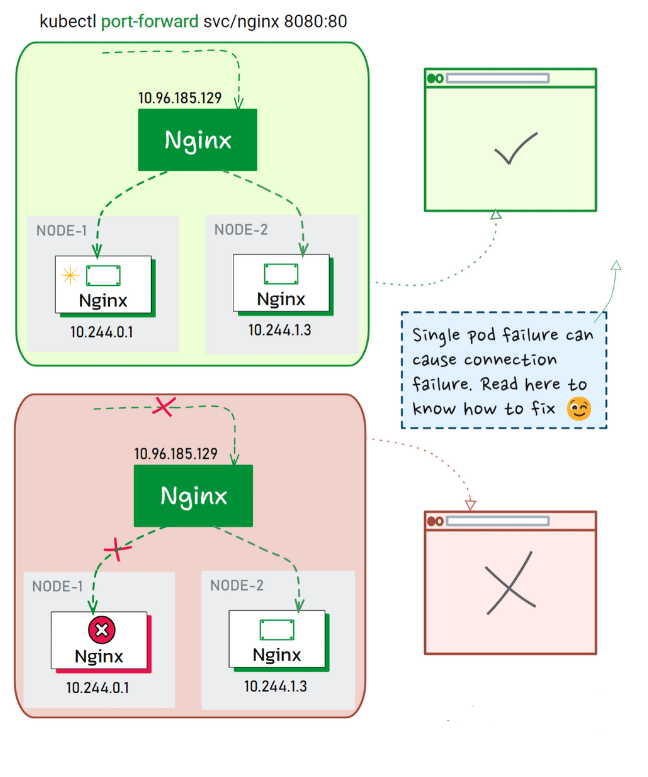 kubectl port-forward svc/nginx 8080:80
10.96.185.129
Nginx
NODE-1
NODE-2
Nginx
Nginx
10.244.0.1
10.244.1.3
Single pod failure can
cause connection
failure. Read here to
know how to fix 😉
10.96.185.129
Nginx
NODE-1
NODE-2
Nginx
Nginx
10.244.0.1
10.244.1.3